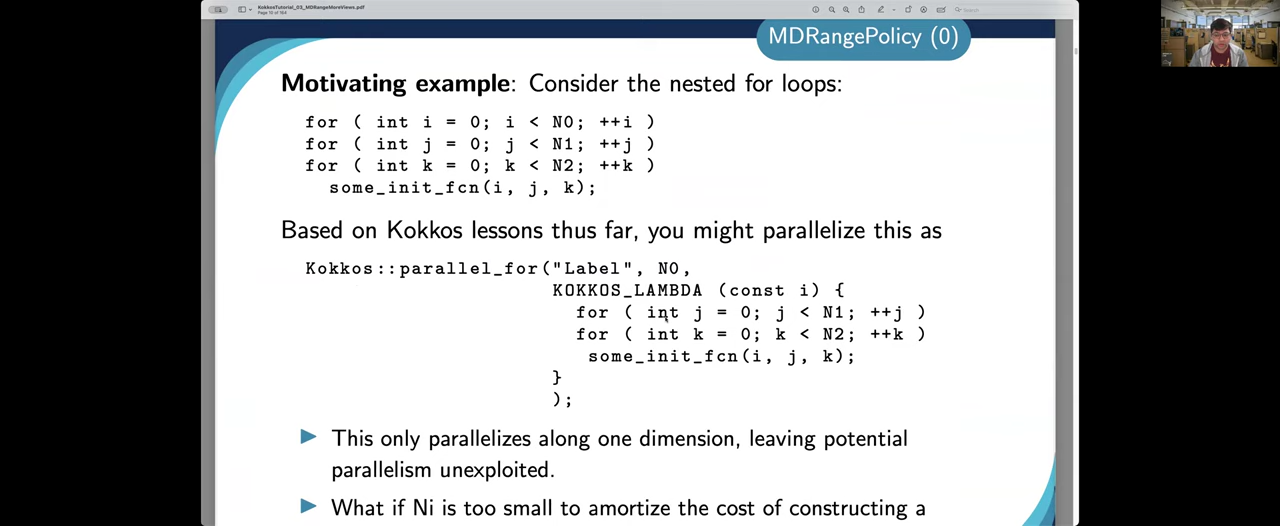 KokkosTutorial_03_MDRangeMoreViews.pdf
Search
MDRangePolicy (0)
Motivating example: Consider the nested for loops:
for ( int i = 0; i < N0; ++i )
for ( int j = 0; j < N1; ++j )
for ( int k = 0; k < N2; ++k )
some_init_fcn(i, j, k);
Based on Kokkos lessons thus far, you might parallelize this as
Kokkos::parallel_for("Label", N0,
KOKKOS_LAMBDA (const i) {
for ( int j = 0; j < N1; ++j )
for ( int k = 0; k < N2; ++k )
some_init_fcn(i, j, k);
}
);
This only parallelizes along one dimension, leaving potential
parallelism unexploited.
What if Ni is too small to amortize the cost of constructing a